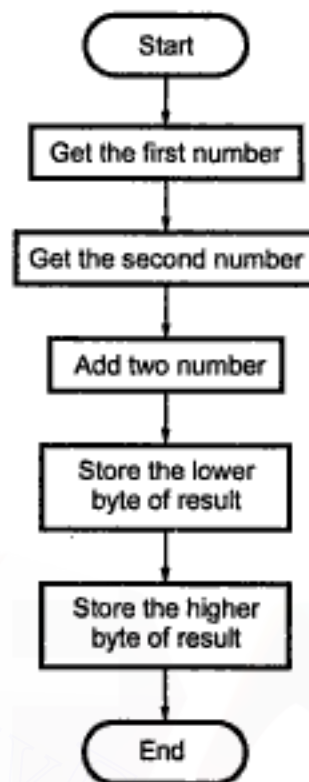 Start
Get the first number
Get the second number
Add two number
Store the lower
byte of result
Store the higher
byte of result
End